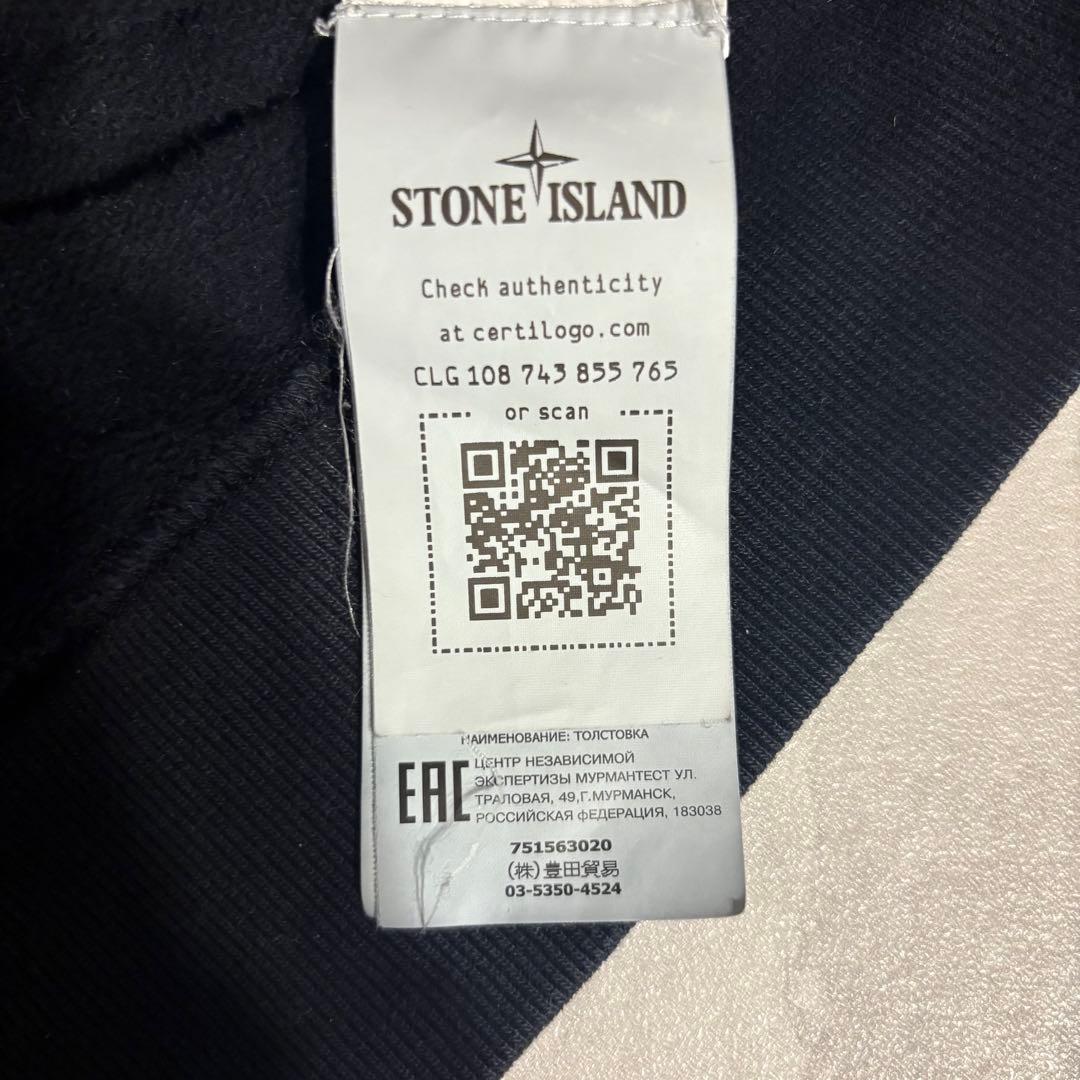 STONE ISLAND
Check authenticity
at certilogo.com
CLG 108 743 855 765
or scan
НАИМЕНОВАНИЕ: ТОЛСТОВКА
EAC
ЦЕНТР НЕЗАВИСИМОЙ
ЭКСПЕРТИЗЫ МУРМАНТЕСТ УЛ.
ТРАЛОВАЯ, 49,Г.МУРМАНСК,
РОССИЙСКАЯ ФЕДЕРАЦИЯ, 183038
751563020
(株)豊田貿易
03-5350-4524